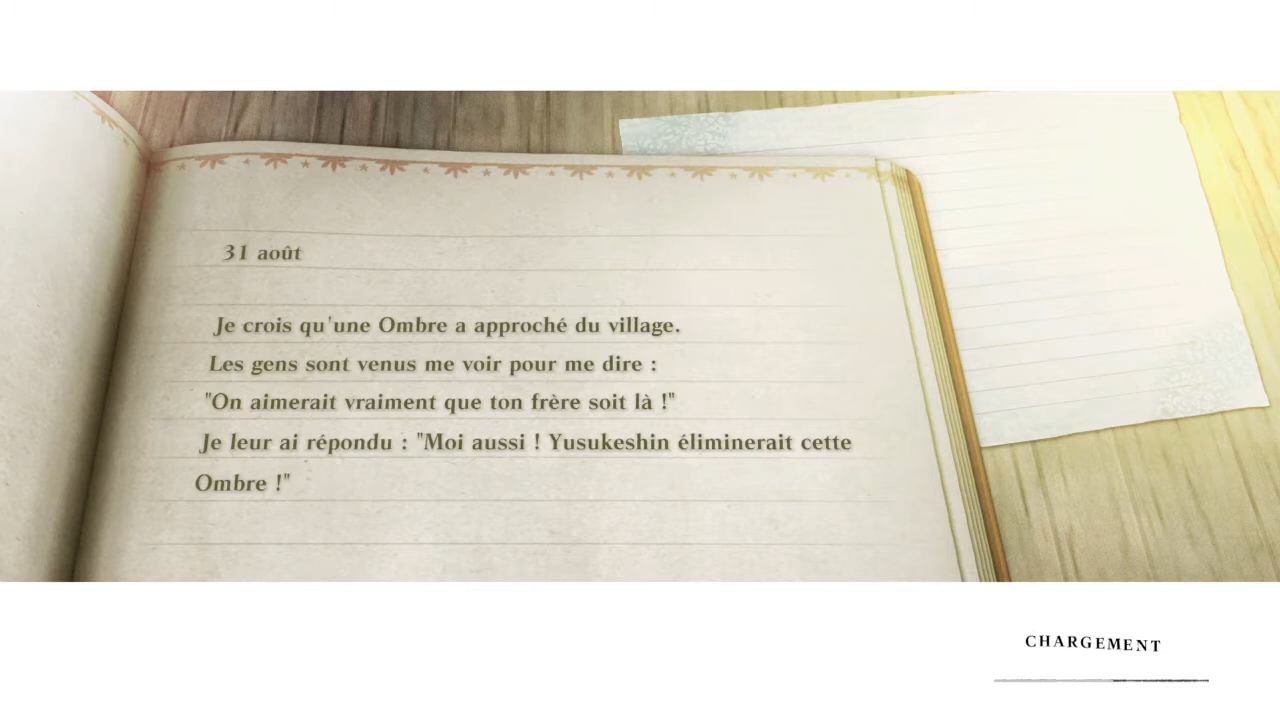 31 août
Je crois qu'une Ombre a approché du village.
Les gens sont venus me voir pour me dire :
"On aimerait vraiment que ton frère soit là !"
Je leur ai répondu : "Moi aussi ! Yusukeshin éliminerait cette
Ombre !"
CHARGEMENT